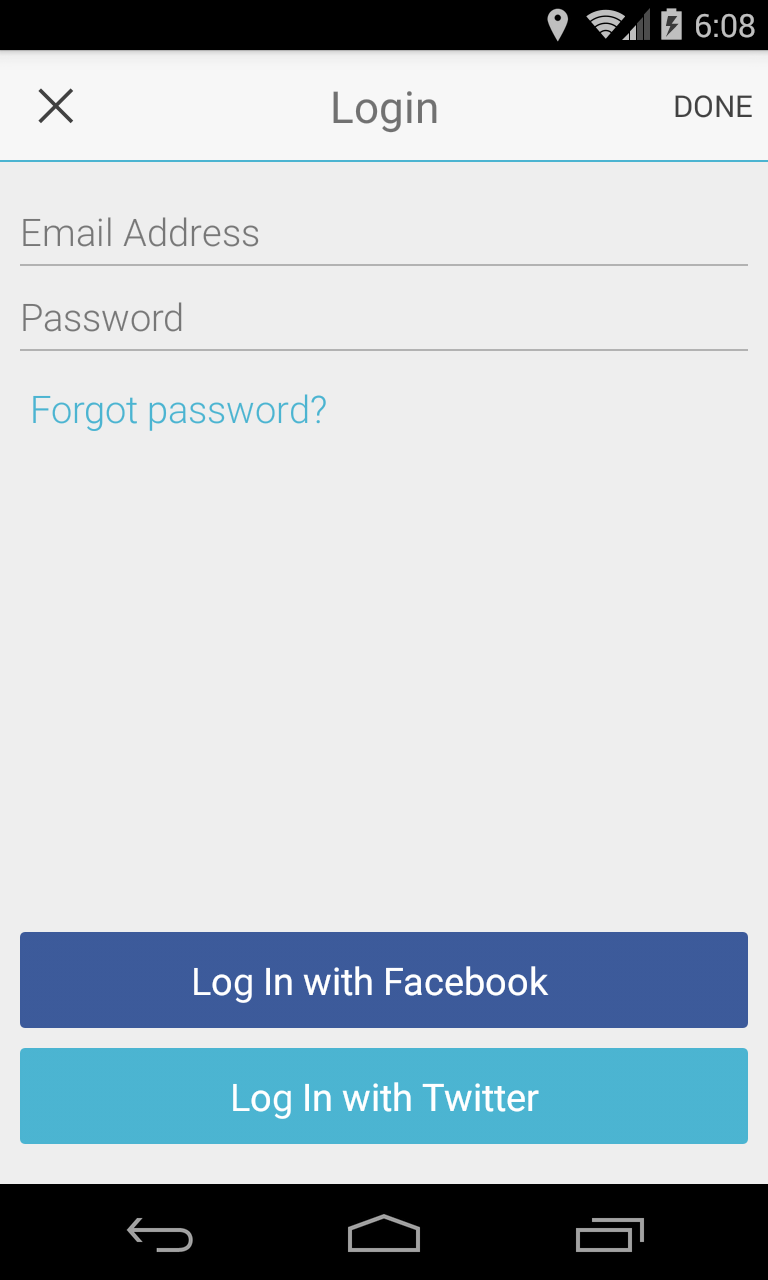 6:08
Login
DONE
Email Address
Password
Forgot password?
Log In with Facebook
Log In with Twitter